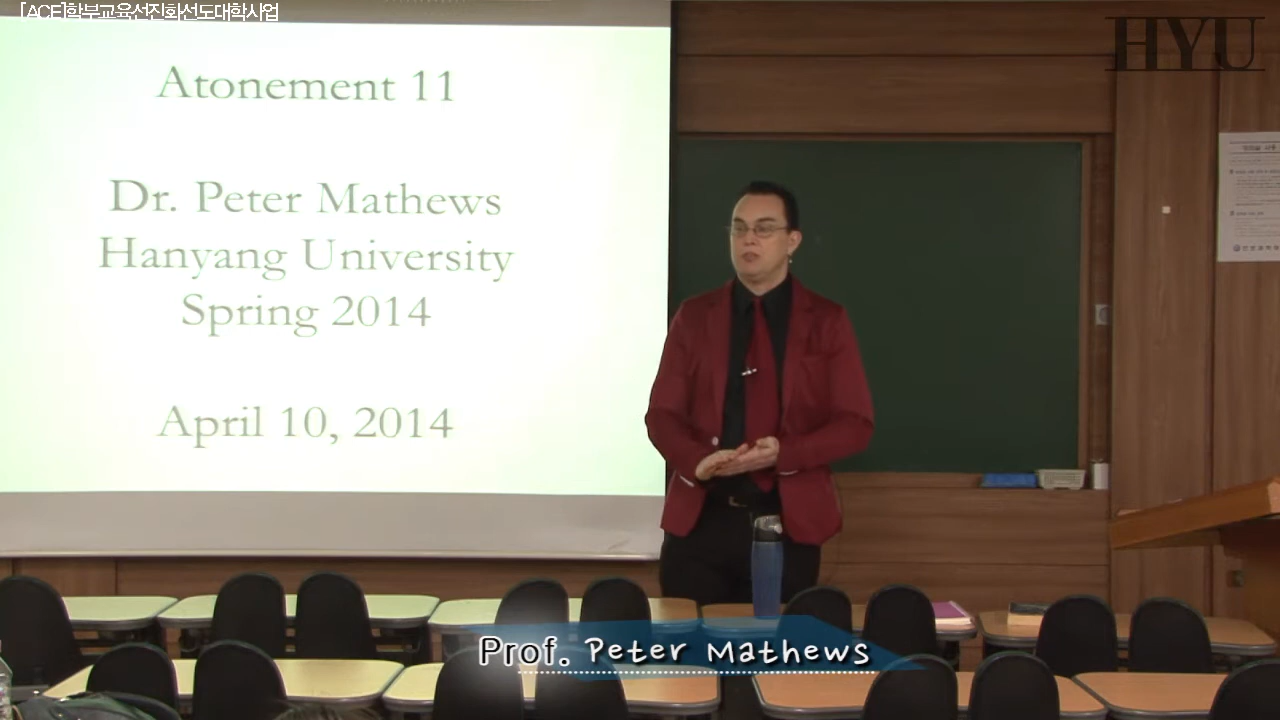 [ACE]학부교육선진화선도대학사업
HYU
Atonement 11
Dr. Peter Mathews
Hanyang University
Spring 2014
April 10, 2014
Prof. Peter Mathews